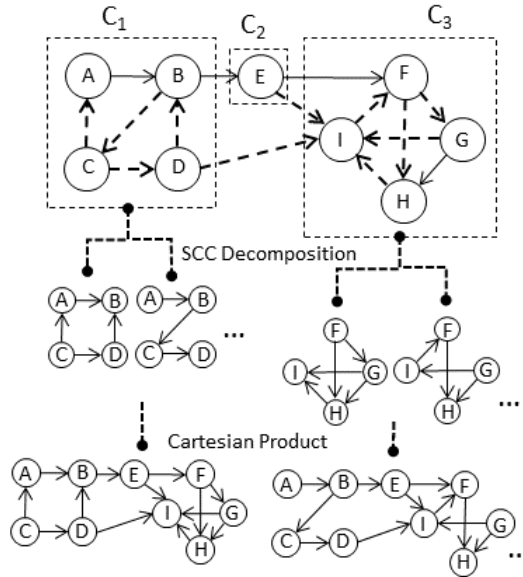 C1 C2 C3
A B E F
I G
C D
H
SCC Decomposition
A B A B
C D C D ...
F F
I G I G
H H ...
Cartesian Product
A B E F A B E F
C D I G C D I G
H H ..